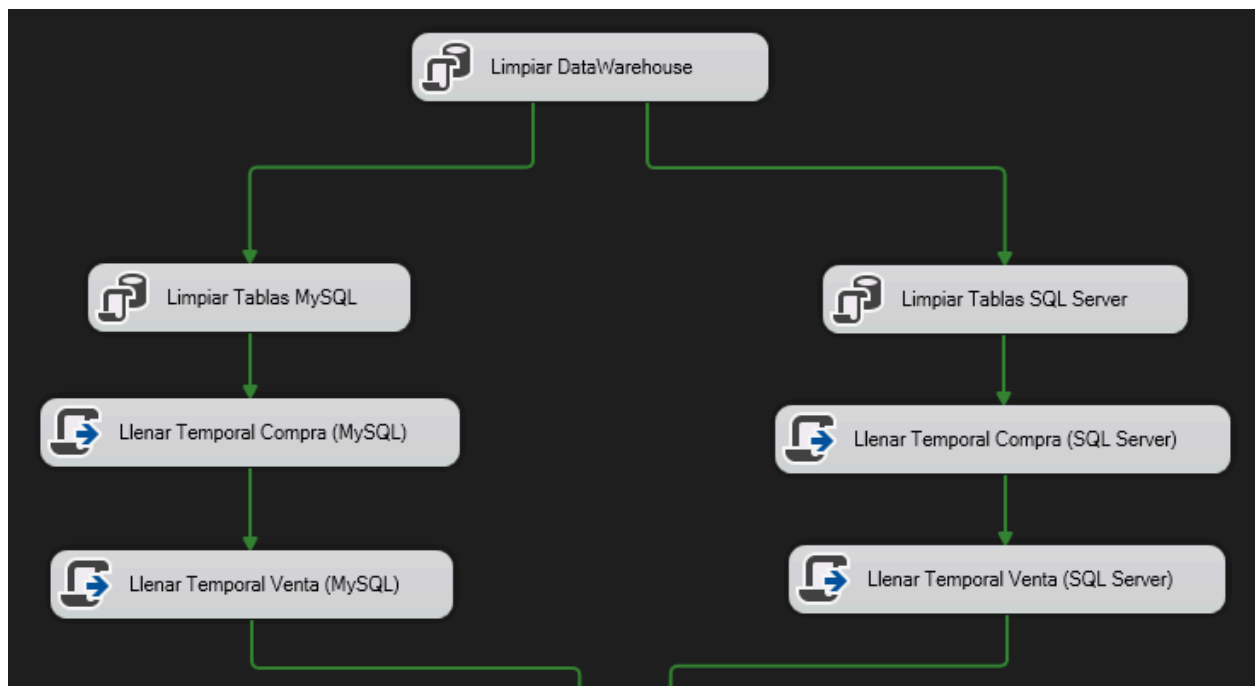 Limpiar DataWarehouse
Limpiar Tablas MySQL
Limpiar Tablas SQL Server
Llenar Temporal Compra (MySQL)
Llenar Temporal Compra (SQL Server)
Llenar Temporal Venta (MySQL)
Llenar Temporal Venta (SQL Server)